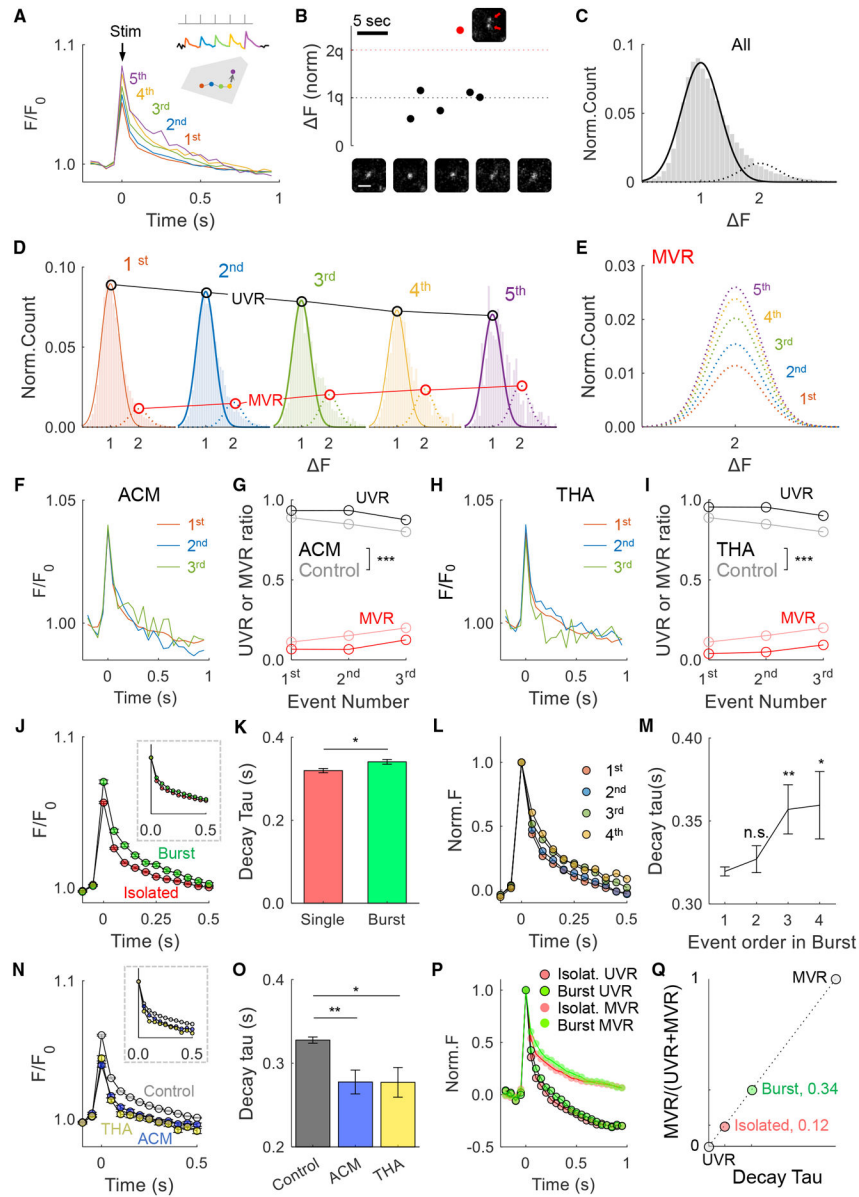 A
Stim
1.1
1.0
F/F0
5th
4th
3rd
2nd
1st
0
0.5
1
Time (s)
B
5 sec
2q
1q
0
ΔF (norm)
C
All
0.1
0.05
0
Norm.Count
1
2
ΔF
D
0.10
0.05
0.00
Norm.Count
1 st
2nd
3rd
4th
5th
UVR
MVR
1 2 1 2 1 2 1 2 1 2
ΔF
E
MVR
0.03
0.02
0.01
0.00
Norm.Count
5th
4th
3rd
2nd
1st
2
ΔF
F
ACM
1.05
1.00
F/F0
1st
2nd
3rd
0
0.5
1
Time (s)
G
1.0
0.5
0.0
UVR or MVR ratio
UVR
ACM
Control
***
MVR
1st
2nd
3rd
Event Number
H
THA
1.05
1.00
F/F0
1st
2nd
3rd
0
0.5
1
Time (s)
I
1.0
0.5
0.0
UVR or MVR ratio
UVR
THA
Control
***
MVR
1st
2nd
3rd
Event Number
J
1.1
1.0
F/F0
0.0 0.5
Burst
Isolated
0.0
0.25
0.5
Time (s)
K
0.4
0.2
0.0
Decay Tau(s)
*
Single
Burst
L
1.0
0.5
0.0
Norm.F
1st
2nd
3rd
4th
0
0.25
0.5
Time (s)
M
0.40
0.35
0.30
Decay tau(s)
n.s.
**
*
1 2 3 4
Event order in Burst
N
1.1
1.0
F/F0
0.0 0.5
Control
THA
ACM
0.0
0.5
Time (s)
O
0.4
0.3
0.2
Decay tau (s)
*
**
Control
ACM
THA
P
1.0
0.5
0.0
-0.5
Norm.F
Isolat. UVR
Burst UVR
Isolat. MVR
Burst MVR
0
0.5
1
Time (s)
Q
1
0
MVR/(UVR+MVR)
MVR
Burst, 0.34
Isolated, 0.12
UVR
Decay Tau